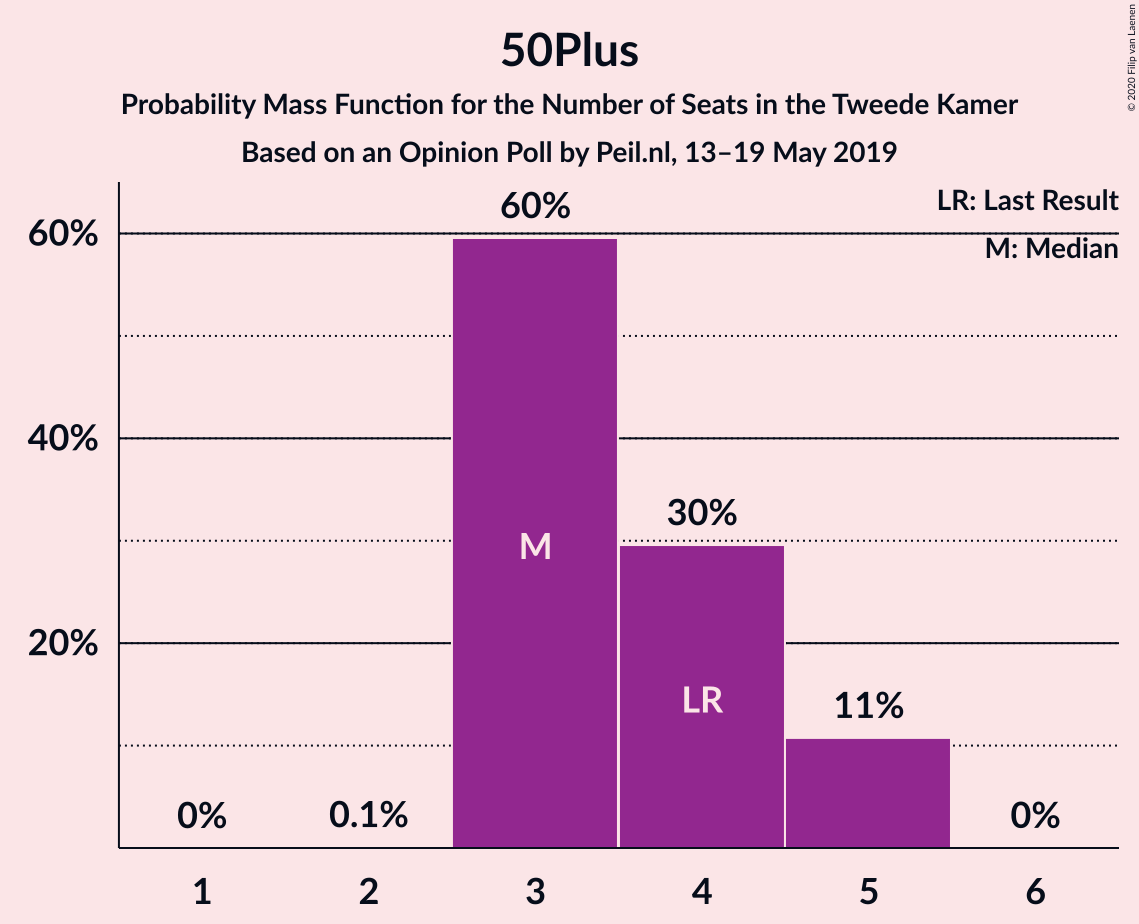 50Plus
Probability Mass Function for the Number of Seats in the Tweede Kamer
Based on an Opinion Poll by Peil.nl, 13–19 May 2019
© 2020 Filip van Laenen
LR: Last Result
M: Median
60%
40%
20%
0%
0.1%
60%
30%
11%
0%
M
LR
1 2 3 4 5 6